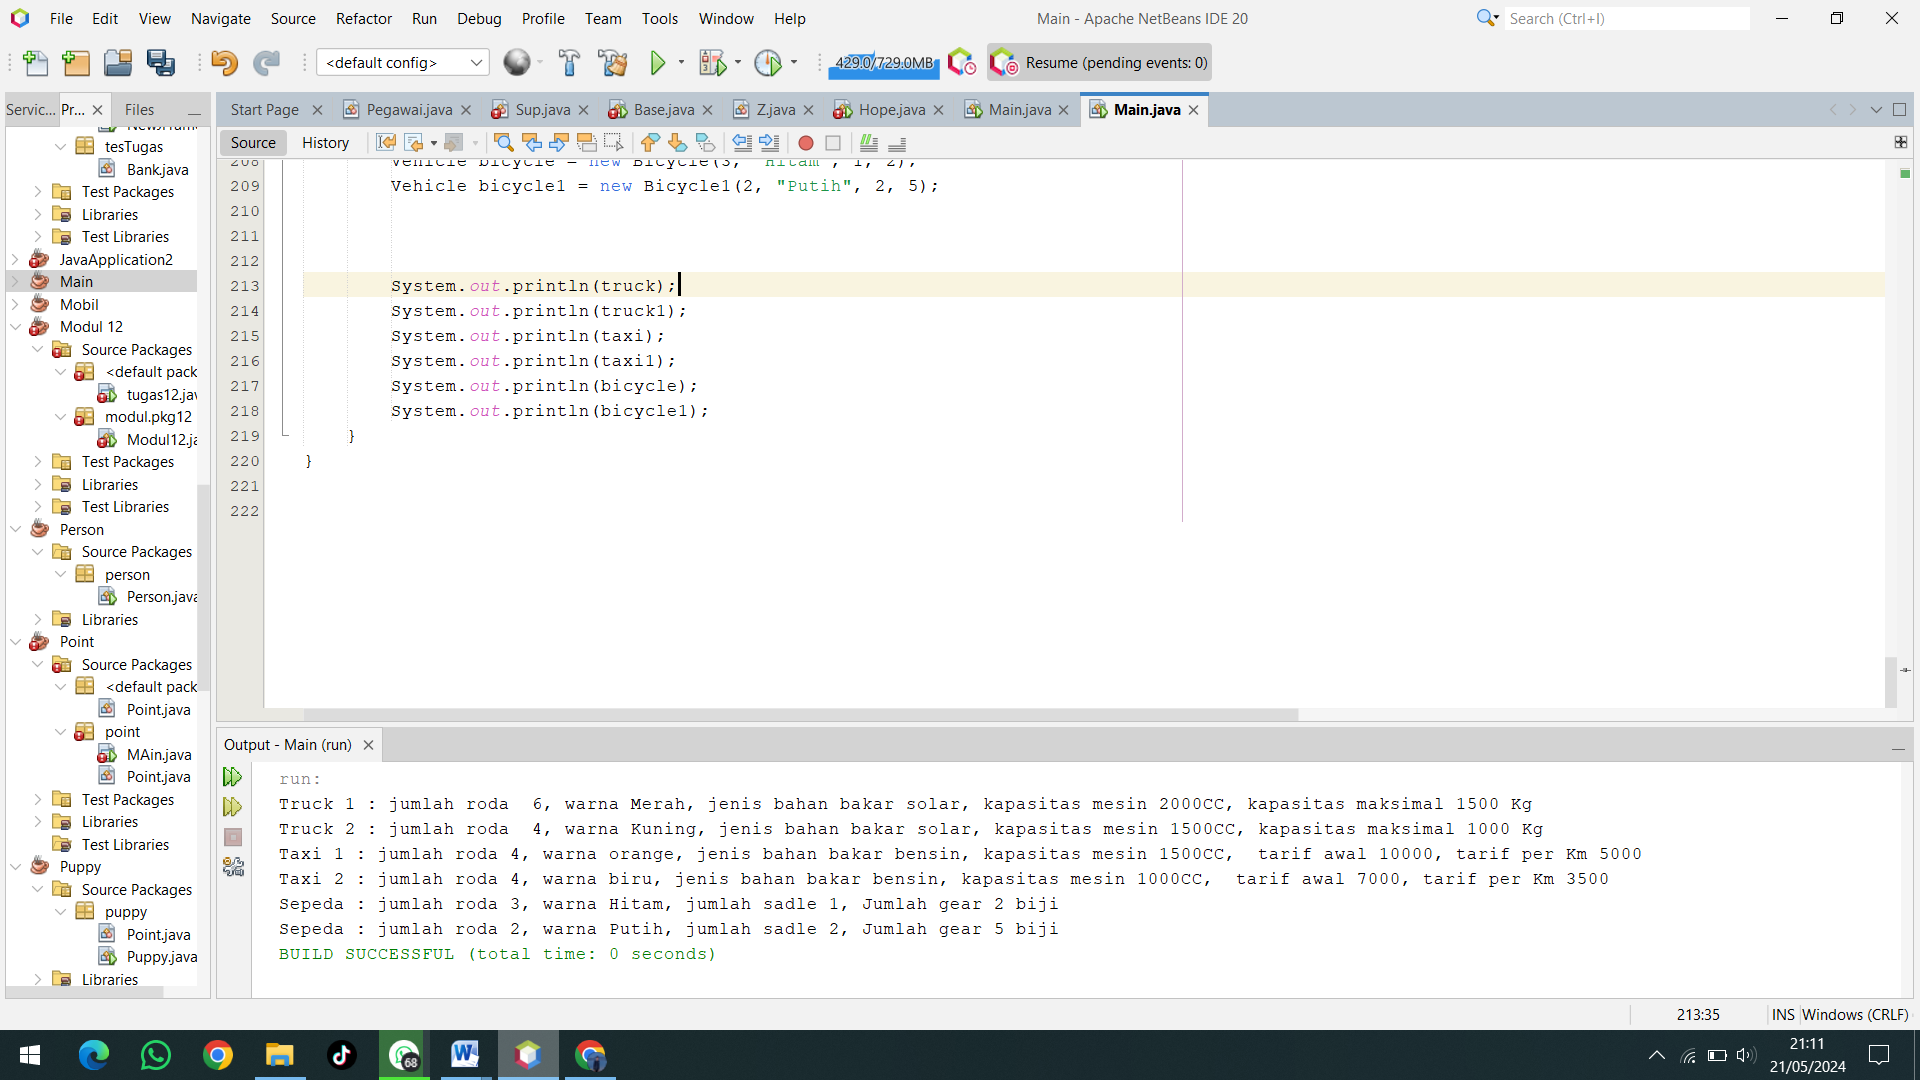 File Edit View Navigate Source Refactor Run Debug Profile Team Tools Window Help
Main - Apache NetBeans IDE 20
Search (Ctrl+I)
<default config>
429.0/729.0MB
Resume (pending events: 0)
Servic... Pr... Files
Start Page Pegawai.java Sup.java Base.java Z.java Hope.java Main.java Main.java
Source History
tesTugas
Bank.java
Test Packages
Libraries
Test Libraries
JavaApplication2
Main
Mobil
Modul 12
Source Packages
<default pack
tugas12.jav
modul.pkg12
Modul12.ja
Test Packages
Libraries
Test Libraries
Person
Source Packages
person
Person.java
Libraries
Point
Source Packages
<default pack
Point.java
point
MAin.java
Point.java
Test Packages
Libraries
Test Libraries
Puppy
Source Packages
puppy
Point.java
Puppy.java
Libraries
208 Vehicle bicycle = new Bicycle(3, "Hitam", 1, 2);
209 Vehicle bicycle1 = new Bicycle1(2, "Putih", 2, 5);
210
211
212
213 System.out.println(truck);
214 System.out.println(truck1);
215 System.out.println(taxi);
216 System.out.println(taxi1);
217 System.out.println(bicycle);
218 System.out.println(bicycle1);
219 }
220 }
221
222
Output - Main (run)
run:
Truck 1 : jumlah roda  6, warna Merah, jenis bahan bakar solar, kapasitas mesin 2000CC, kapasitas maksimal 1500 Kg
Truck 2 : jumlah roda  4, warna Kuning, jenis bahan bakar solar, kapasitas mesin 1500CC, kapasitas maksimal 1000 Kg
Taxi 1 : jumlah roda 4, warna orange, jenis bahan bakar bensin, kapasitas mesin 1500CC,  tarif awal 10000, tarif per Km 5000
Taxi 2 : jumlah roda 4, warna biru, jenis bahan bakar bensin, kapasitas mesin 1000CC,  tarif awal 7000, tarif per Km 3500
Sepeda : jumlah roda 3, warna Hitam, jumlah sadle 1, Jumlah gear 2 biji
Sepeda : jumlah roda 2, warna Putih, jumlah sadle 2, Jumlah gear 5 biji
BUILD SUCCESSFUL (total time: 0 seconds)
213:35 INS Windows (CRLF)
68
21:11
21/05/2024